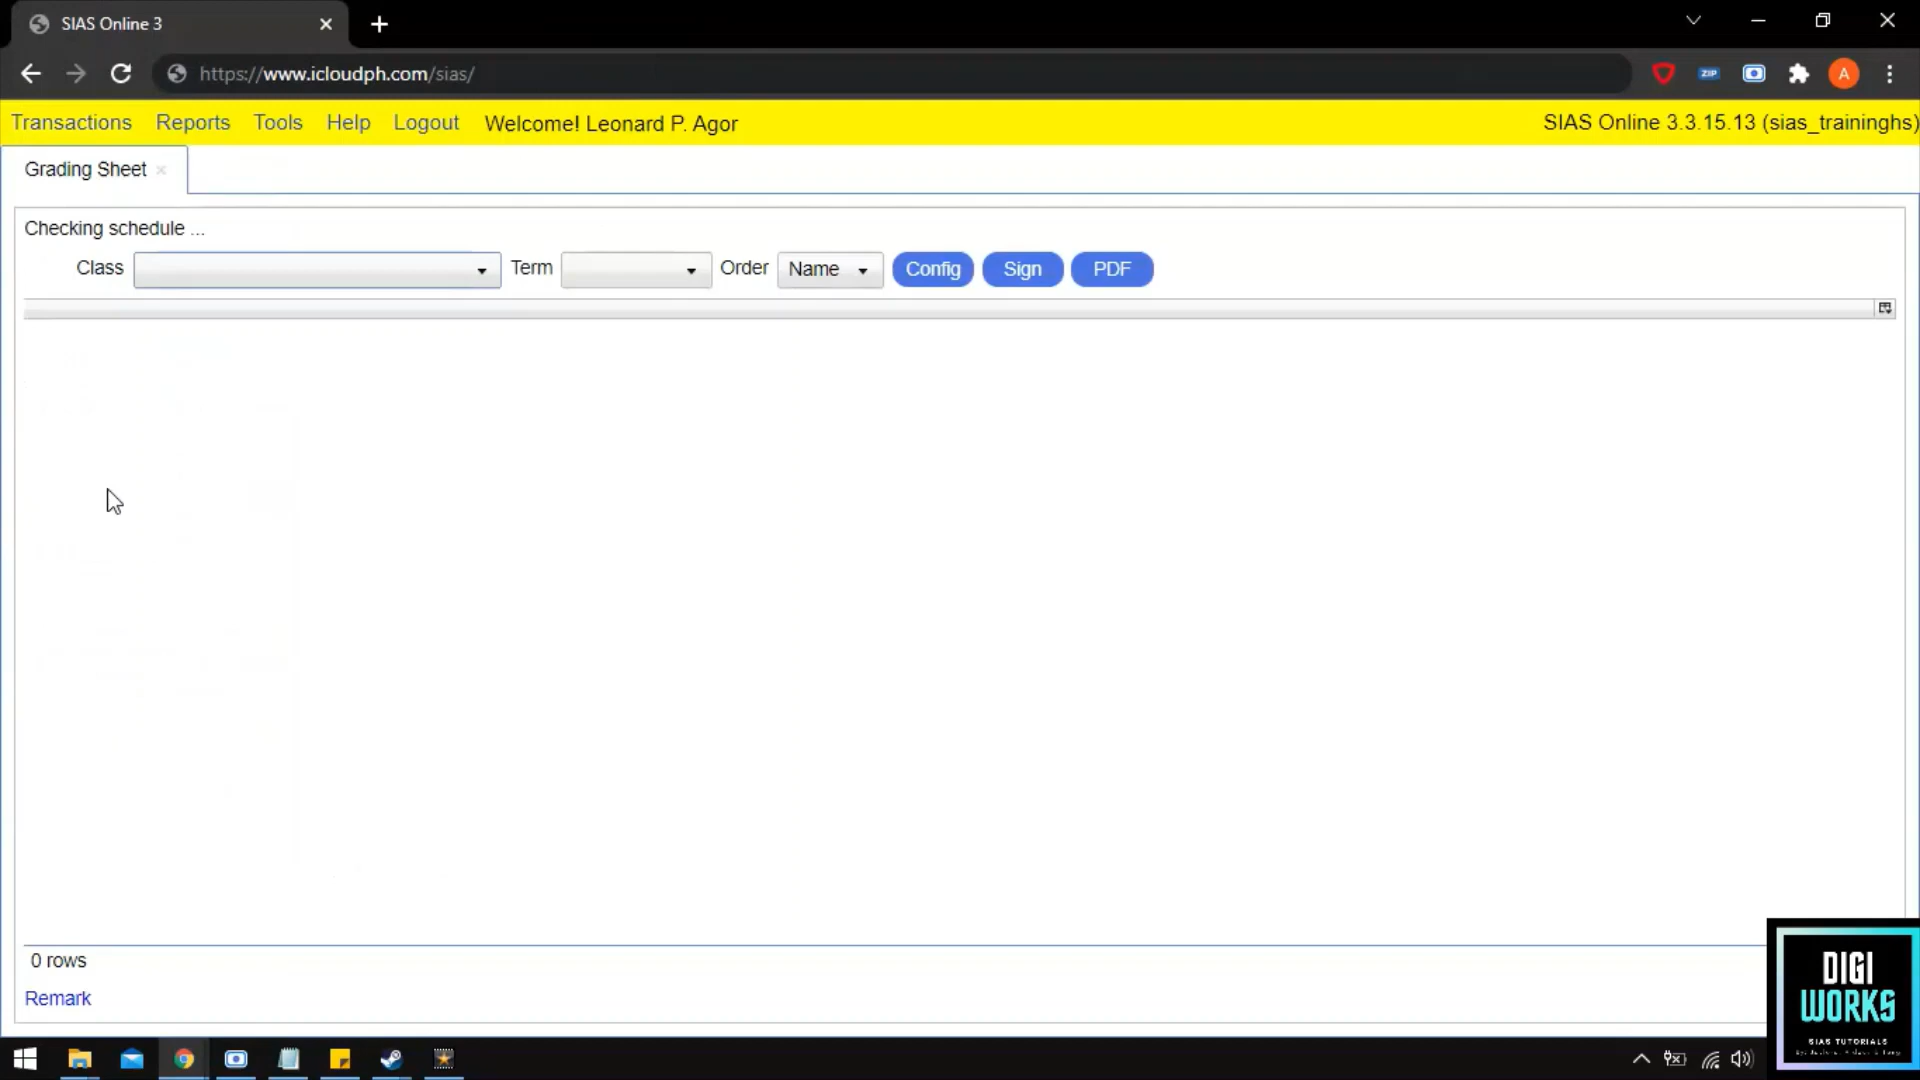 SIAS Online 3
https://www.icloudph.com/sias/
ZIP
A
Transactions Reports Tools Help Logout Welcome! Leonard P. Agor SIAS Online 3.3.15.13 (sias_traininghs)
Grading Sheet
Checking schedule ...
Class Term Order Name Config Sign PDF
0 rows
Remark
DIGI
WORKS
SIAS TUTORIALS